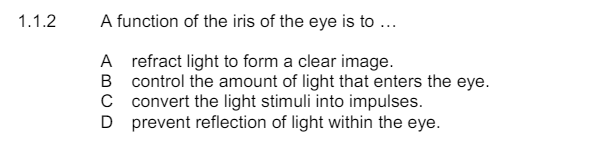 1.1.2 A function of the iris of the eye is to …
A refract light to form a clear image.
B control the amount of light that enters the eye.
C convert the light stimuli into impulses.
D prevent reflection of light within the eye.